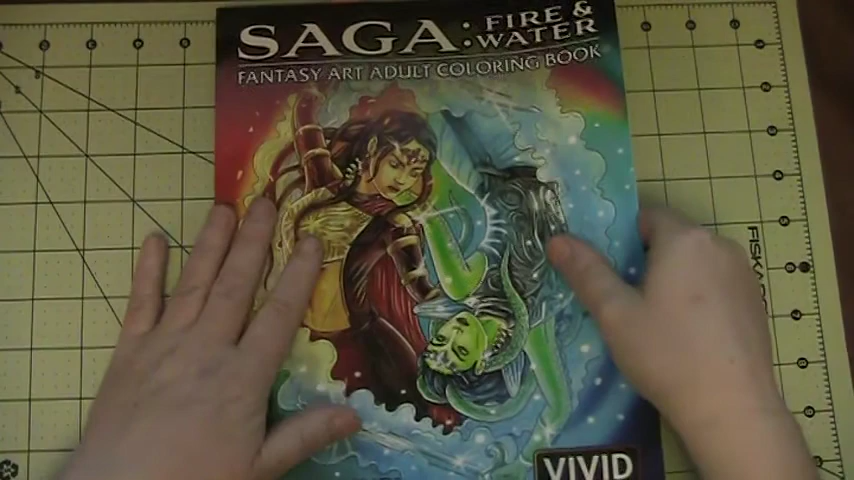 SAGA: FIRE &
WATER
FANTASY ART ADULT COLORING BOOK
VIVID